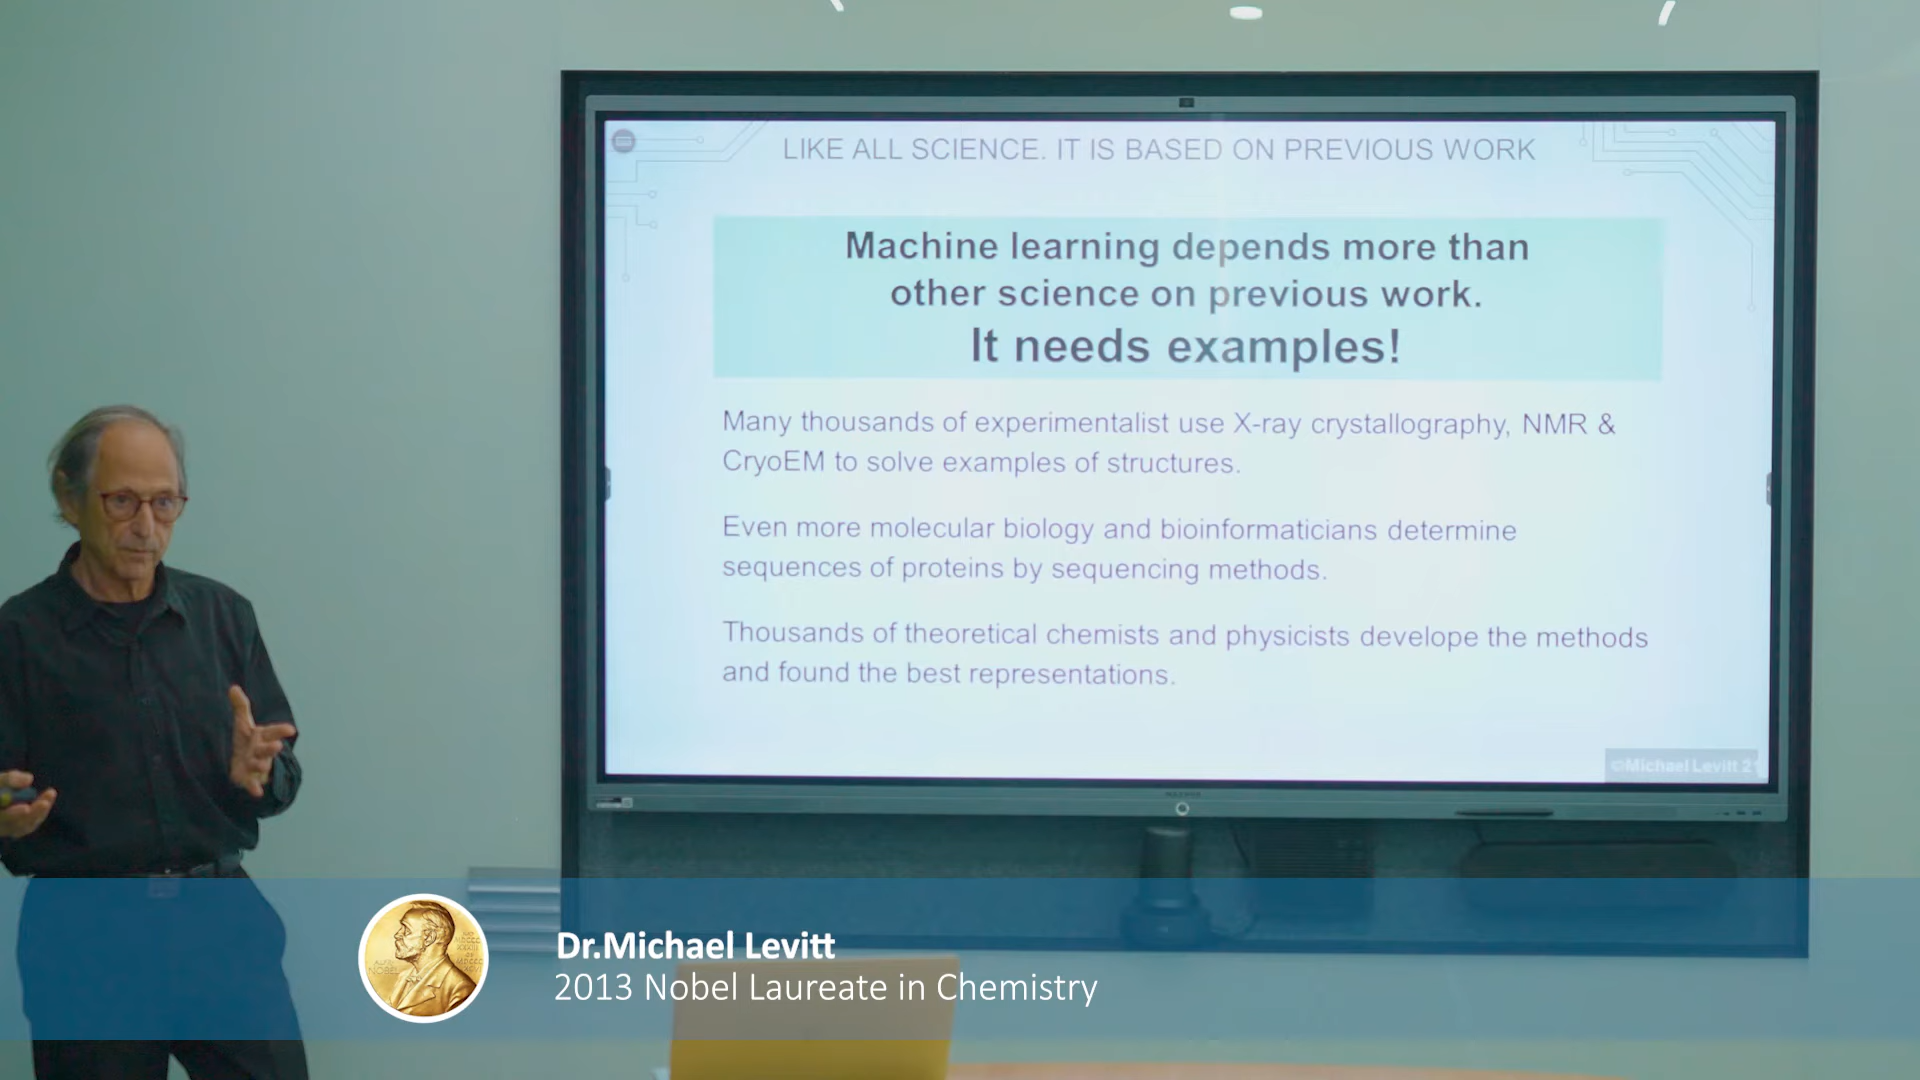 LIKE ALL SCIENCE. IT IS BASED ON PREVIOUS WORK
Machine learning depends more than
other science on previous work.
It needs examples!
Many thousands of experimentalist use X-ray crystallography, NMR &
CryoEM to solve examples of structures.
Even more molecular biology and bioinformaticians determine
sequences of proteins by sequencing methods.
Thousands of theoretical chemists and physicists develope the methods
and found the best representations.
©Michael Levitt 21
Dr.Michael Levitt
2013 Nobel Laureate in Chemistry